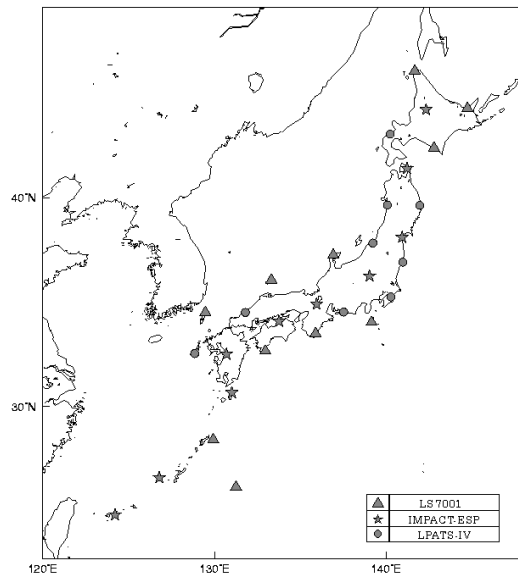 40°N
30°N
120°E
130°E
140°E
LS7001
IMPACT-ESP
LPATS-IV